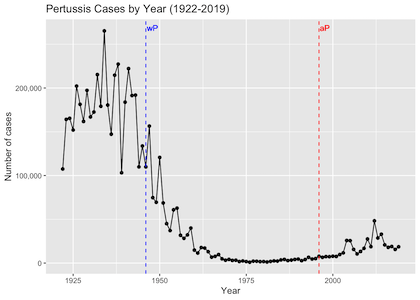 Pertussis Cases by Year (1922-2019)
wP
aP
200,000
100,000
0
Number of cases
1925
1950
1975
2000
Year